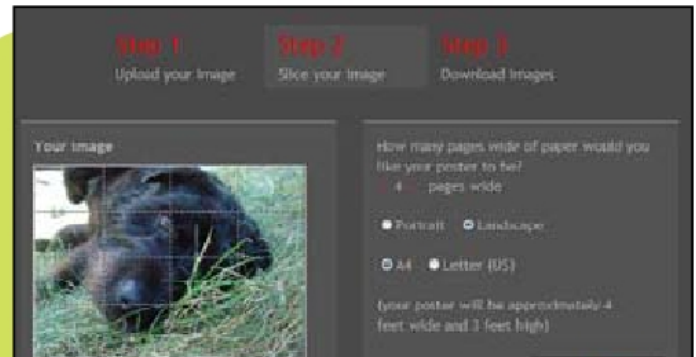 Step 1
Upload your image
Step 2
Slice your image
Step 3
Download images
Your image
How many pages wide of paper would you
like your poster to be?
4 pages wide
Portrait Landscape
A4 Letter (US)
(your poster will be approximately 4
feet wide and 3 feet high)